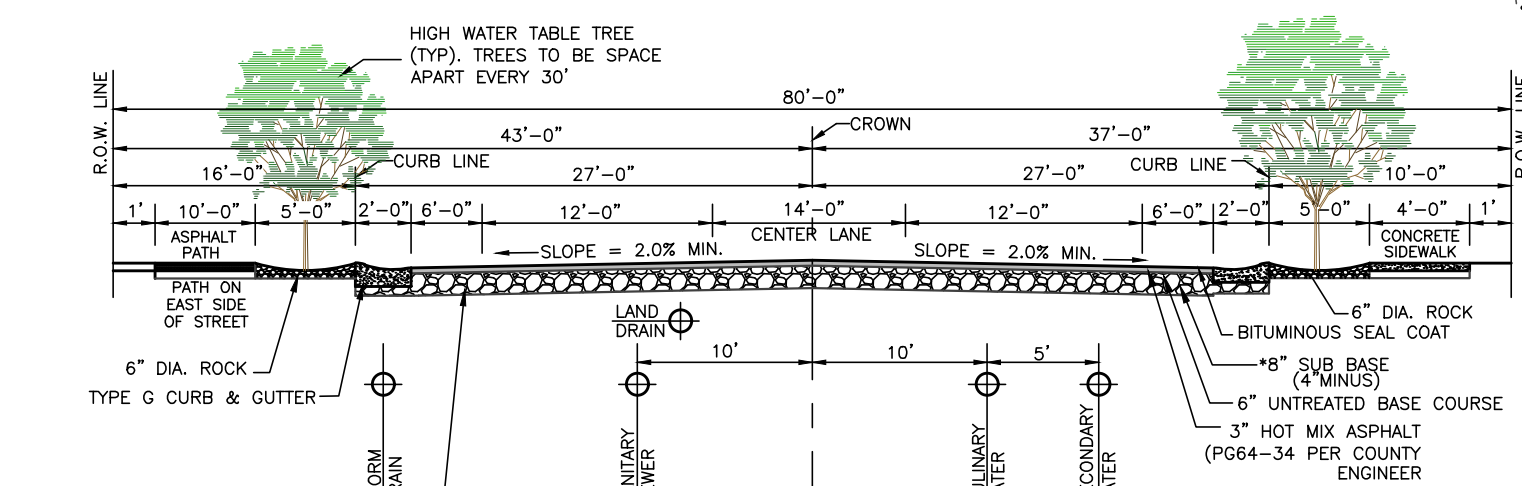 HIGH WATER TABLE TREE
(TYP). TREES TO BE SPACE
APART EVERY 30'
R.O.W. LINE
80'-0"
43'-0"
CROWN
37'-0"
CURB LINE
CURB LINE
16'-0"
27'-0"
27'-0"
10'-0"
1'
10'-0"
5'-0"
2'-0"
6'-0"
12'-0"
14'-0"
12'-0"
6'-0"
2'-0"
5'-0"
4'-0"
1'
ASPHALT
PATH
CENTER LANE
SLOPE = 2.0% MIN.
SLOPE = 2.0% MIN.
CONCRETE
SIDEWALK
PATH ON
EAST SIDE
OF STREET
LAND
DRAIN
10'
10'
5'
6" DIA. ROCK
TYPE G CURB & GUTTER
6" DIA. ROCK
BITUMINOUS SEAL COAT
*8" SUB BASE
(4"MINUS)
6" UNTREATED BASE COURSE
3" HOT MIX ASPHALT
(PG64-34 PER COUNTY
ENGINEER